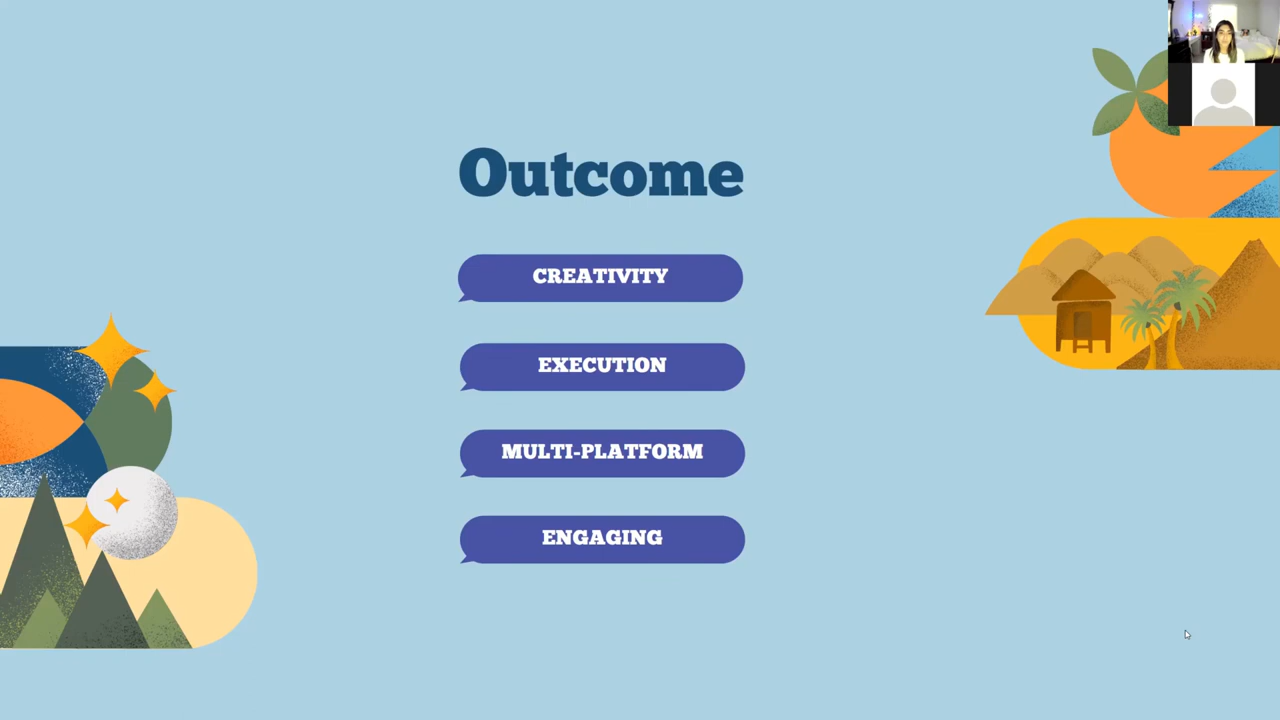 Outcome
CREATIVITY
EXECUTION
MULTI-PLATFORM
ENGAGING